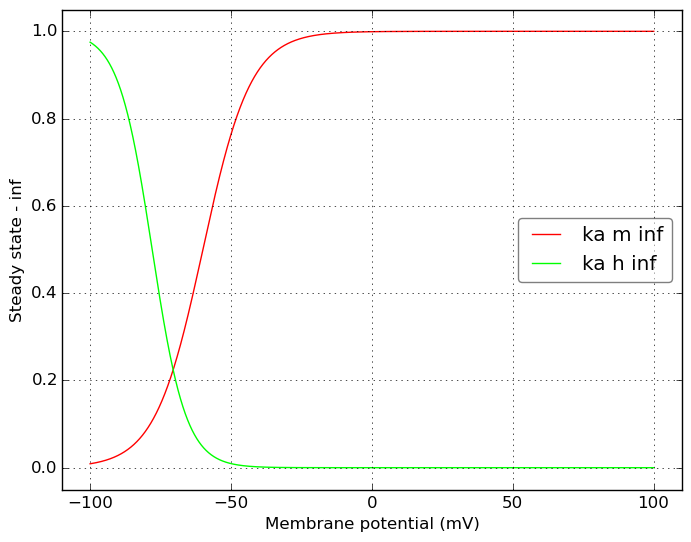 1.0
0.8
0.6
0.4
0.2
0.0
Steady state - inf
ka m inf
ka h inf
−100
−50
0
50
100
Membrane potential (mV)